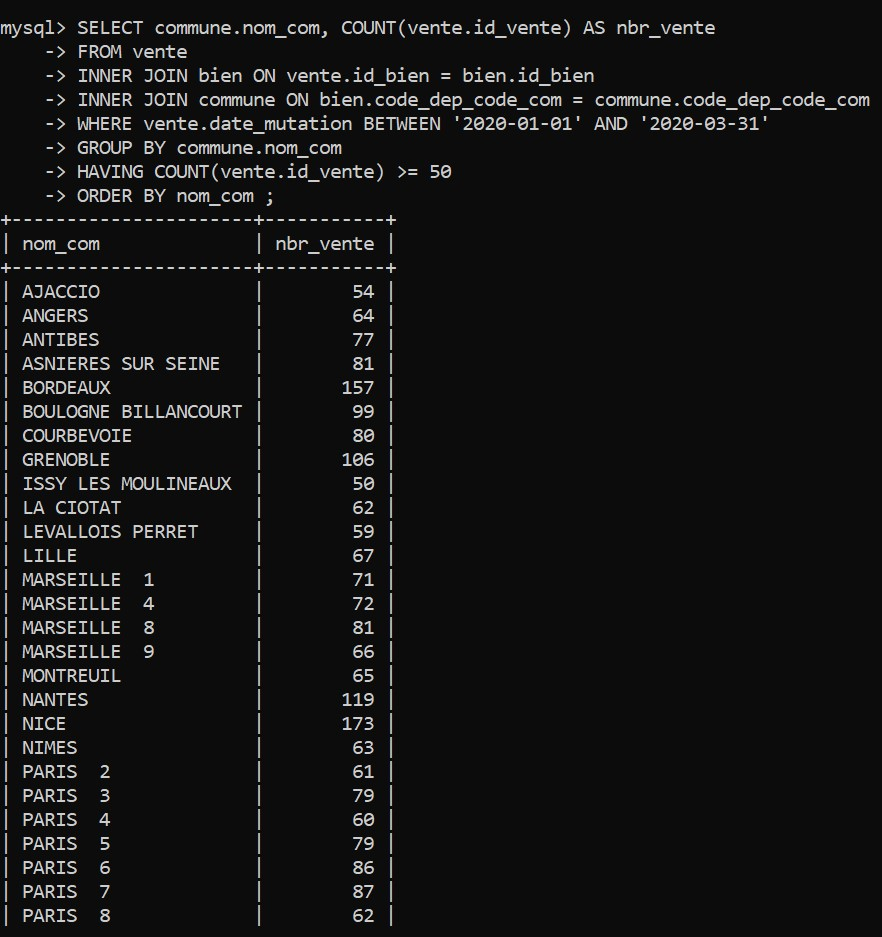 mysql> SELECT commune.nom_com, COUNT(vente.id_vente) AS nbr_vente
    -> FROM vente
    -> INNER JOIN bien ON vente.id_bien = bien.id_bien
    -> INNER JOIN commune ON bien.code_dep_code_com = commune.code_dep_code_com
    -> WHERE vente.date_mutation BETWEEN '2020-01-01' AND '2020-03-31'
    -> GROUP BY commune.nom_com
    -> HAVING COUNT(vente.id_vente) >= 50
    -> ORDER BY nom_com ;
+----------------------+-----------+
| nom_com              | nbr_vente |
+----------------------+-----------+
| AJACCIO              |        54 |
| ANGERS               |        64 |
| ANTIBES              |        77 |
| ASNIERES SUR SEINE   |        81 |
| BORDEAUX             |       157 |
| BOULOGNE BILLANCOURT |        99 |
| COURBEVOIE           |        80 |
| GRENOBLE             |       106 |
| ISSY LES MOULINEAUX  |        50 |
| LA CIOTAT            |        62 |
| LEVALLOIS PERRET     |        59 |
| LILLE                |        67 |
| MARSEILLE  1         |        71 |
| MARSEILLE  4         |        72 |
| MARSEILLE  8         |        81 |
| MARSEILLE  9         |        66 |
| MONTREUIL            |        65 |
| NANTES               |       119 |
| NICE                 |       173 |
| NIMES                |        63 |
| PARIS  2             |        61 |
| PARIS  3             |        79 |
| PARIS  4             |        60 |
| PARIS  5             |        79 |
| PARIS  6             |        86 |
| PARIS  7             |        87 |
| PARIS  8             |        62 |